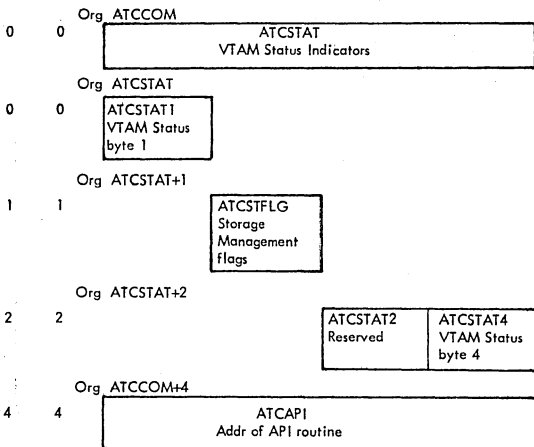 Org ATCCOM
0 0 ATCSTAT
VTAM Status Indicators
Org ATCSTAT
0 0 ATCSTAT1
VTAM Status
byte 1
Org ATCSTAT+1
1 1 ATCSTFLG
Storage
Management
flags
Org ATCSTAT+2
2 2 ATCSTAT2 ATCSTAT4
Reserved VTAM Status
byte 4
Org ATCCOM+4
4 4 ATCAPI
Addr of API routine